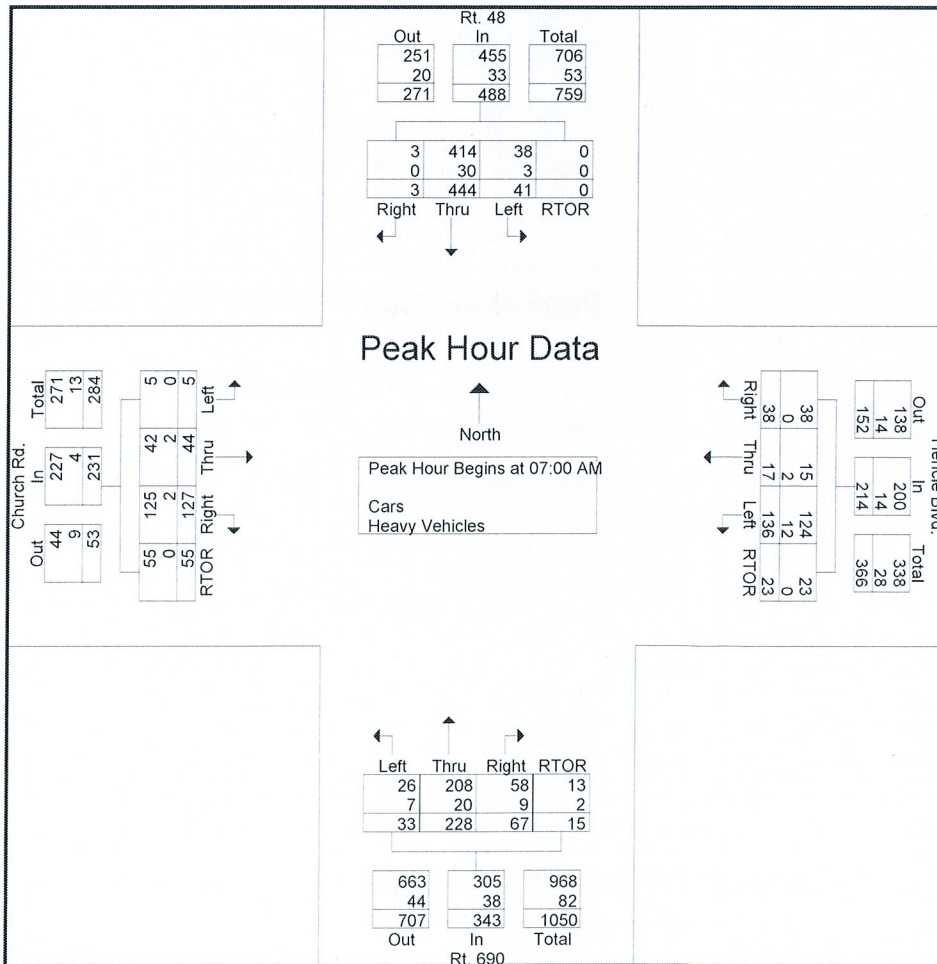 Rt. 48
Out In Total
251 455 706
20 33 53
271 488 759
3 414 38 0
0 30 3 0
3 444 41 0
Right Thru Left RTOR
Peak Hour Data
North
Peak Hour Begins at 07:00 AM
Cars
Heavy Vehicles
Church Rd.
Out In Total
44 227 271
9 4 13
53 231 284
55 125 42 5
0 2 2 0
55 127 44 5
RTOR Right Thru Left
Out In Total
138 200 338
14 14 28
152 214 366
38 15 124 23
0 2 12 0
38 17 136 23
Right Thru Left RTOR
Blvd.
Left Thru Right RTOR
26 208 58 13
7 20 9 2
33 228 67 15
663 305 968
44 38 82
707 343 1050
Out In Total
Rt. 690